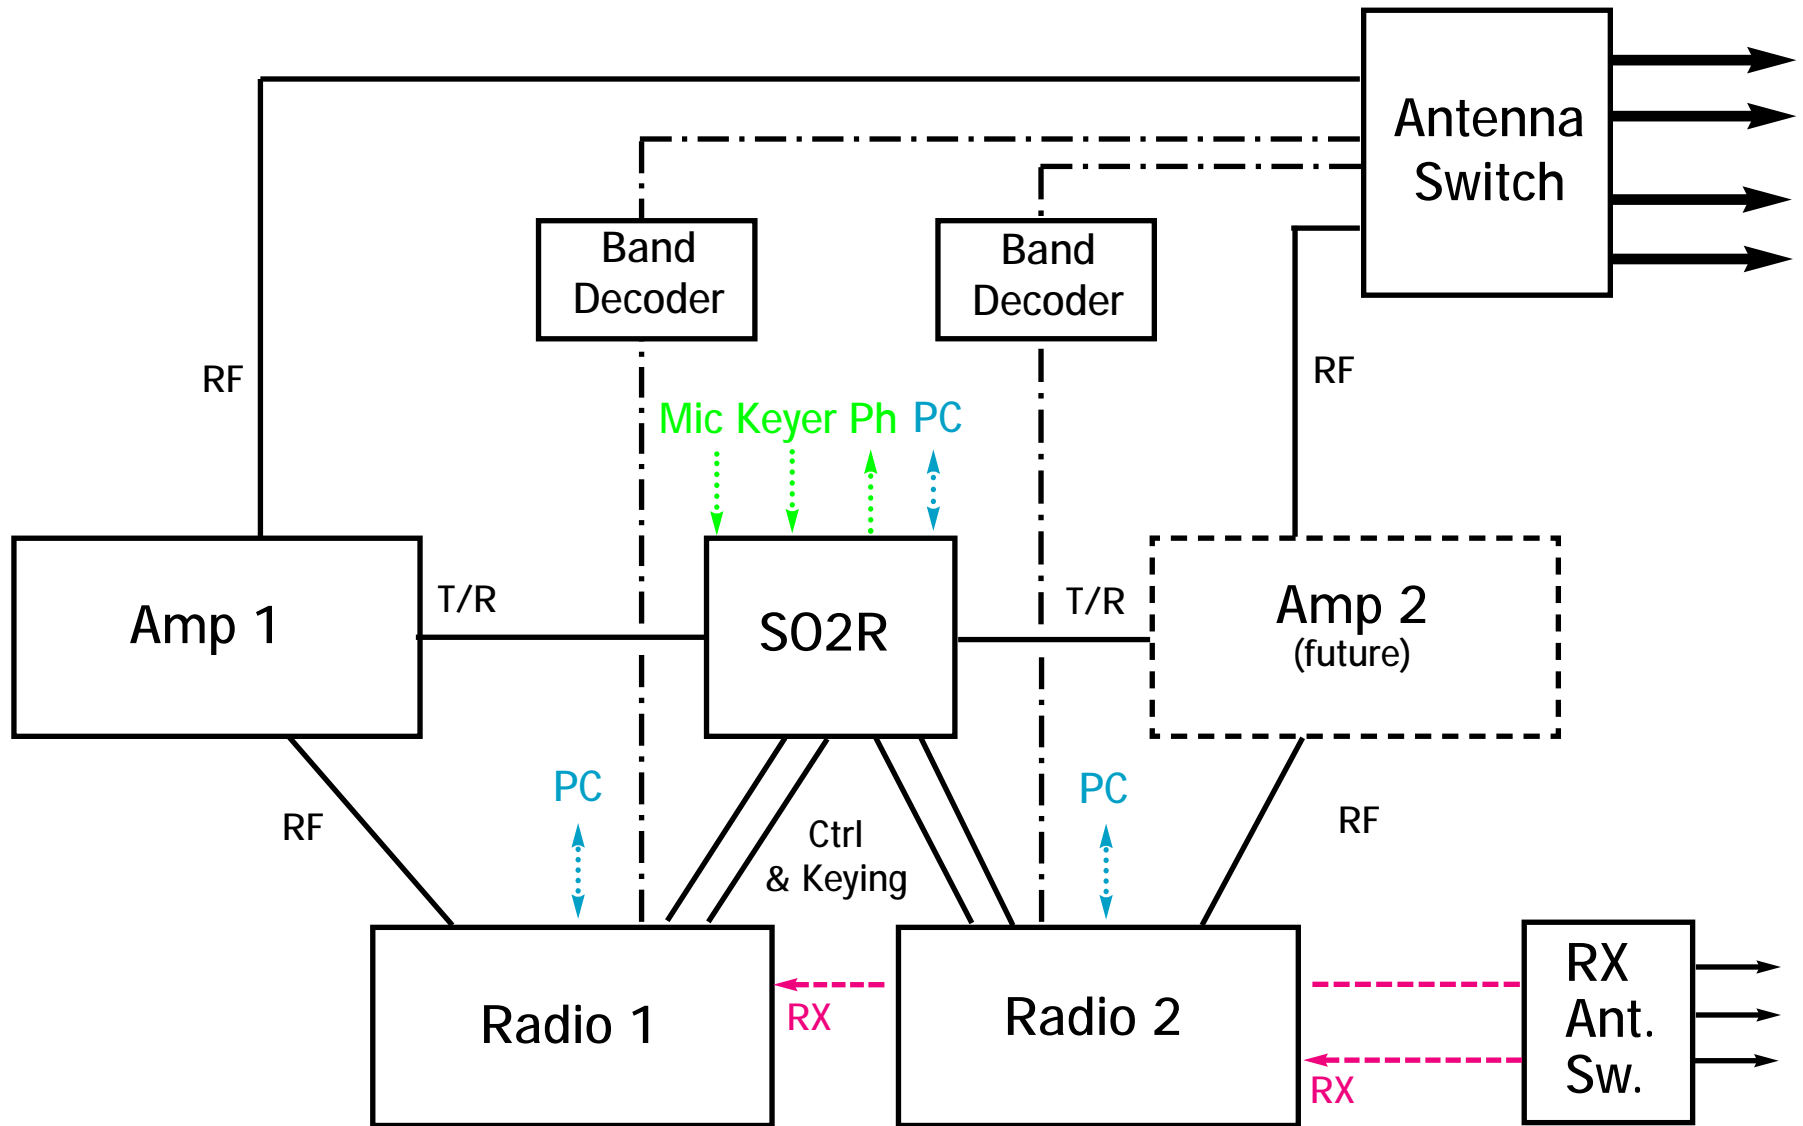 Antenna
Switch
Band
Decoder
Band
Decoder
RF
RF
Mic Keyer Ph PC
Amp 1
T/R
SO2R
T/R
Amp 2
(future)
PC
PC
RF
Ctrl
& Keying
RF
Radio 1
RX
Radio 2
RX
RX
Ant.
Sw.